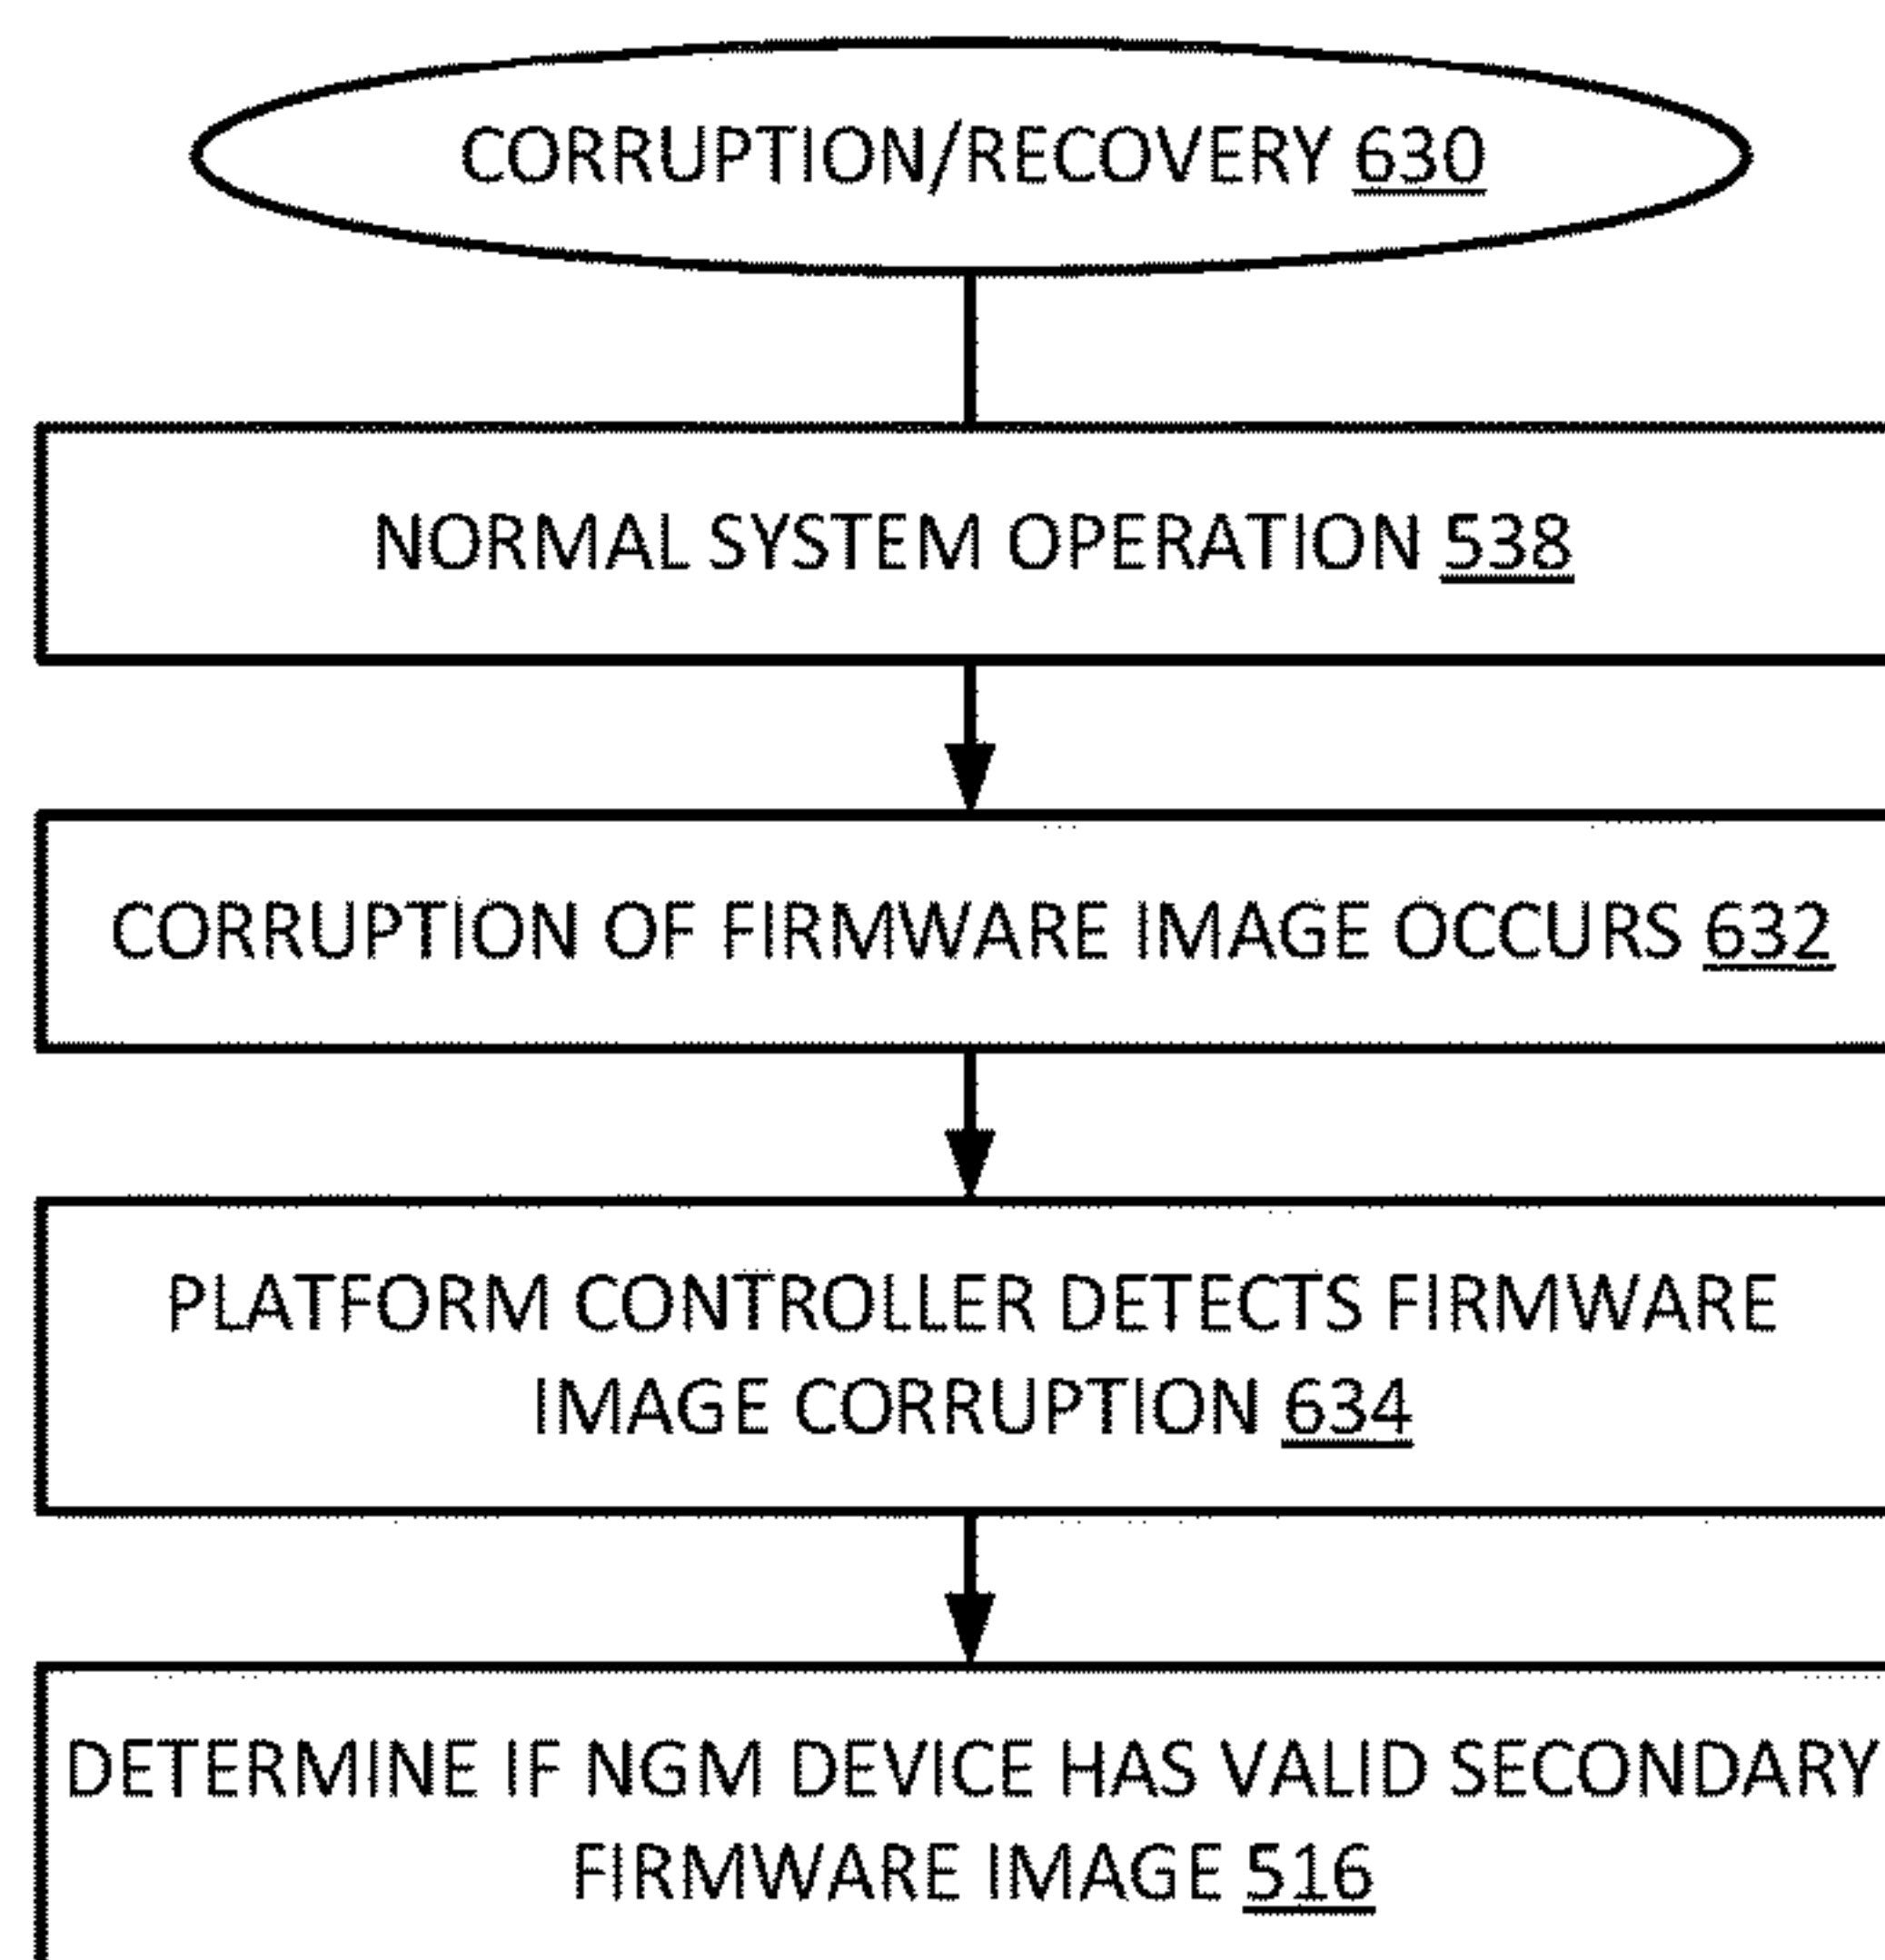 CORRUPTION/RECOVERY 630
NORMAL SYSTEM OPERATION 538
CORRUPTION OF FIRMWARE IMAGE OCCURS 632
PLATFORM CONTROLLER DETECTS FIRMWARE
IMAGE CORRUPTION 634
DETERMINE IF NGM DEVICE HAS VALID SECONDARY
FIRMWARE IMAGE 516